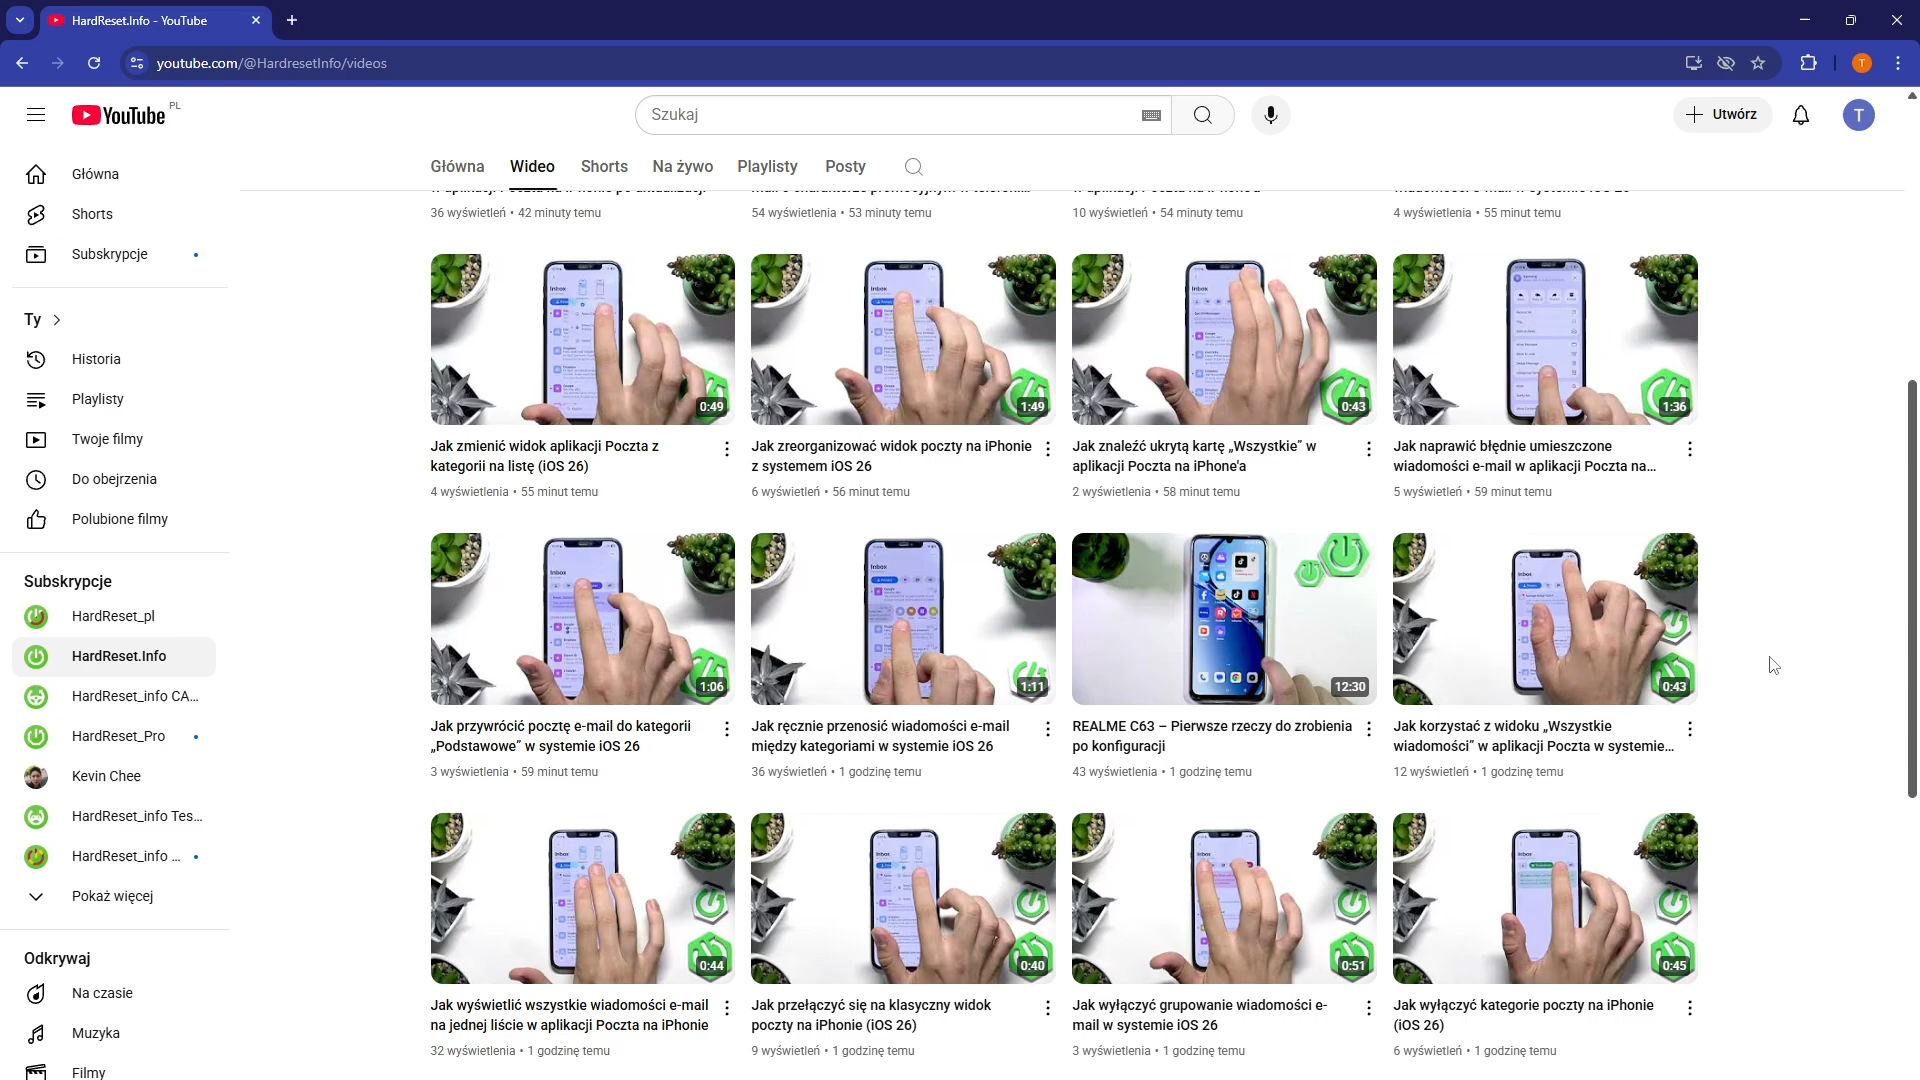 HardReset.Info - YouTube
youtube.com/@HardresetInfo/videos
T
YouTube PL
Szukaj
Utwórz
T
Główna Wideo Shorts Na żywo Playlisty Posty
Główna
Shorts
Subskrypcje
Ty
Historia
Playlisty
Twoje filmy
Do obejrzenia
Polubione filmy
Subskrypcje
HardReset_pl
HardReset.Info
HardReset_info CA...
HardReset_Pro
Kevin Chee
HardReset_info Tes...
HardReset_info ...
Pokaż więcej
Odkrywaj
Na czasie
Muzyka
Filmy
36 wyświetleń • 42 minuty temu
54 wyświetlenia • 53 minuty temu
10 wyświetleń • 54 minuty temu
4 wyświetlenia • 55 minut temu
Inbox
0:49
Jak zmienić widok aplikacji Poczta z
kategorii na listę (iOS 26)
4 wyświetlenia • 55 minut temu
Inbox
1:49
Jak zreorganizować widok poczty na iPhonie
z systemem iOS 26
6 wyświetleń • 56 minut temu
Inbox
0:43
Jak znaleźć ukrytą kartę „Wszystkie” w
aplikacji Poczta na iPhone'a
2 wyświetlenia • 58 minut temu
1:36
Jak naprawić błędnie umieszczone
wiadomości e-mail w aplikacji Poczta na...
5 wyświetleń • 59 minut temu
Inbox
1:06
Jak przywrócić pocztę e-mail do kategorii
„Podstawowe” w systemie iOS 26
3 wyświetlenia • 59 minut temu
Inbox
1:11
Jak ręcznie przenosić wiadomości e-mail
między kategoriami w systemie iOS 26
36 wyświetleń • 1 godzinę temu
12:30
REALME C63 – Pierwsze rzeczy do zrobienia
po konfiguracji
43 wyświetlenia • 1 godzinę temu
Inbox
0:43
Jak korzystać z widoku „Wszystkie
wiadomości” w aplikacji Poczta w systemie...
12 wyświetleń • 1 godzinę temu
Inbox
0:44
Jak wyświetlić wszystkie wiadomości e-mail
na jednej liście w aplikacji Poczta na iPhonie
32 wyświetlenia • 1 godzinę temu
Inbox
0:40
Jak przełączyć się na klasyczny widok
poczty na iPhonie (iOS 26)
9 wyświetleń • 1 godzinę temu
Inbox
0:51
Jak wyłączyć grupowanie wiadomości e-
mail w systemie iOS 26
3 wyświetlenia • 1 godzinę temu
Inbox
0:45
Jak wyłączyć kategorie poczty na iPhonie
(iOS 26)
6 wyświetleń • 1 godzinę temu